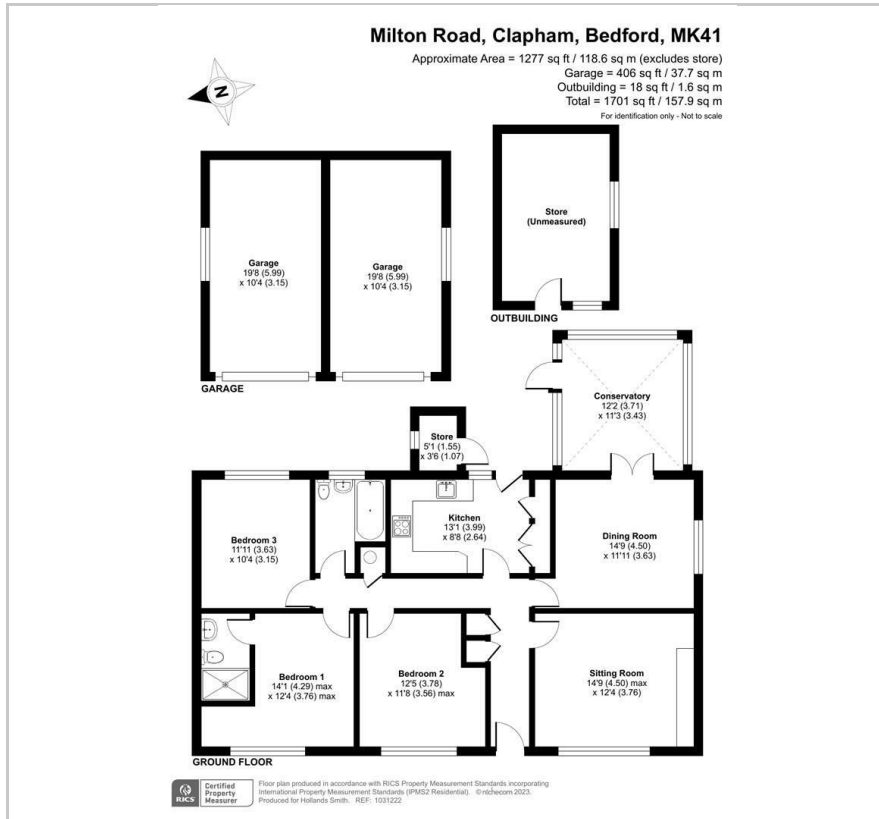 Milton Road, Clapham, Bedford, MK41
Approximate Area = 1277 sq ft / 118.6 sq m (excludes store)
Garage = 406 sq ft / 37.7 sq m
Outbuilding = 18 sq ft / 1.6 sq m
Total = 1701 sq ft / 157.9 sq m
For identification only - Not to scale
N
Garage
19'8 (5.99)
x 10'4 (3.15)
Garage
19'8 (5.99)
x 10'4 (3.15)
GARAGE
Store
(Unmeasured)
OUTBUILDING
Conservatory
12'2 (3.71)
x 11'3 (3.43)
Store
5'1 (1.55)
x 3'6 (1.07)
Kitchen
13'1 (3.99)
x 8'8 (2.64)
Bedroom 3
11'11 (3.63)
x 10'4 (3.15)
Dining Room
14'9 (4.50)
x 11'11 (3.63)
Bedroom 1
14'1 (4.29) max
x 12'4 (3.76) max
Bedroom 2
12'5 (3.78)
x 11'8 (3.56) max
Sitting Room
14'9 (4.50) max
x 12'4 (3.76)
GROUND FLOOR
RICS
Certified
Property
Measurer
Floor plan produced in accordance with RICS Property Measurement Standards incorporating
International Property Measurement Standards (IPMS2 Residential). © nichecom 2023.
Produced for Hollands Smith. REF: 1031222